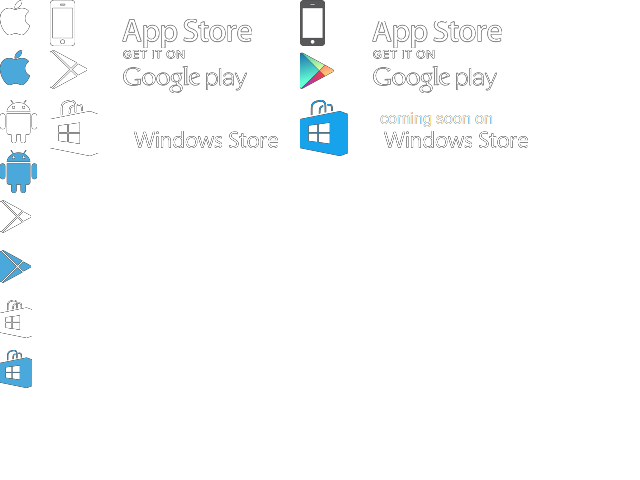 App Store
GET IT ON
Google play
Windows Store
App Store
GET IT ON
Google play
coming soon on
Windows Store